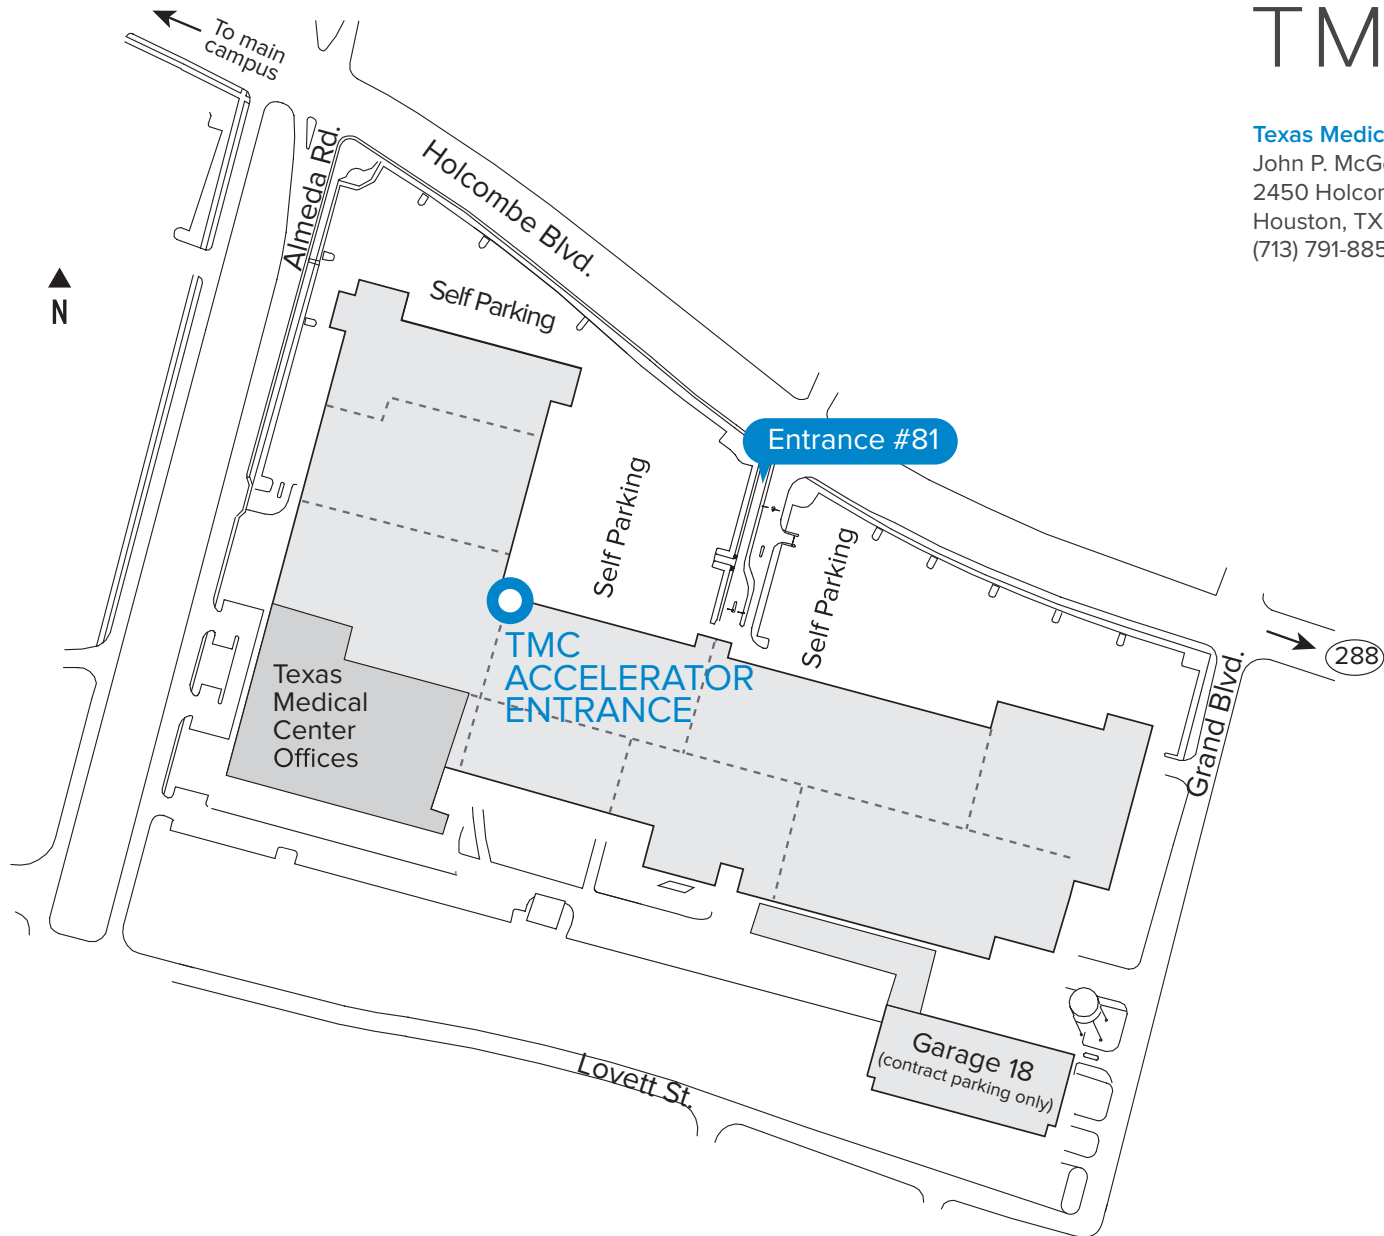 TM
Texas Medic
John P. McG
2450 Holcom
Houston, TX
(713) 791-885
To main
campus
Almeda Rd.
Holcombe Blvd.
N
Self Parking
Entrance #81
Self Parking
Self Parking
TMC
ACCELERATOR
ENTRANCE
Texas
Medical
Center
Offices
288
Grand Blvd.
Garage 18
(contract parking only)
Lovett St.